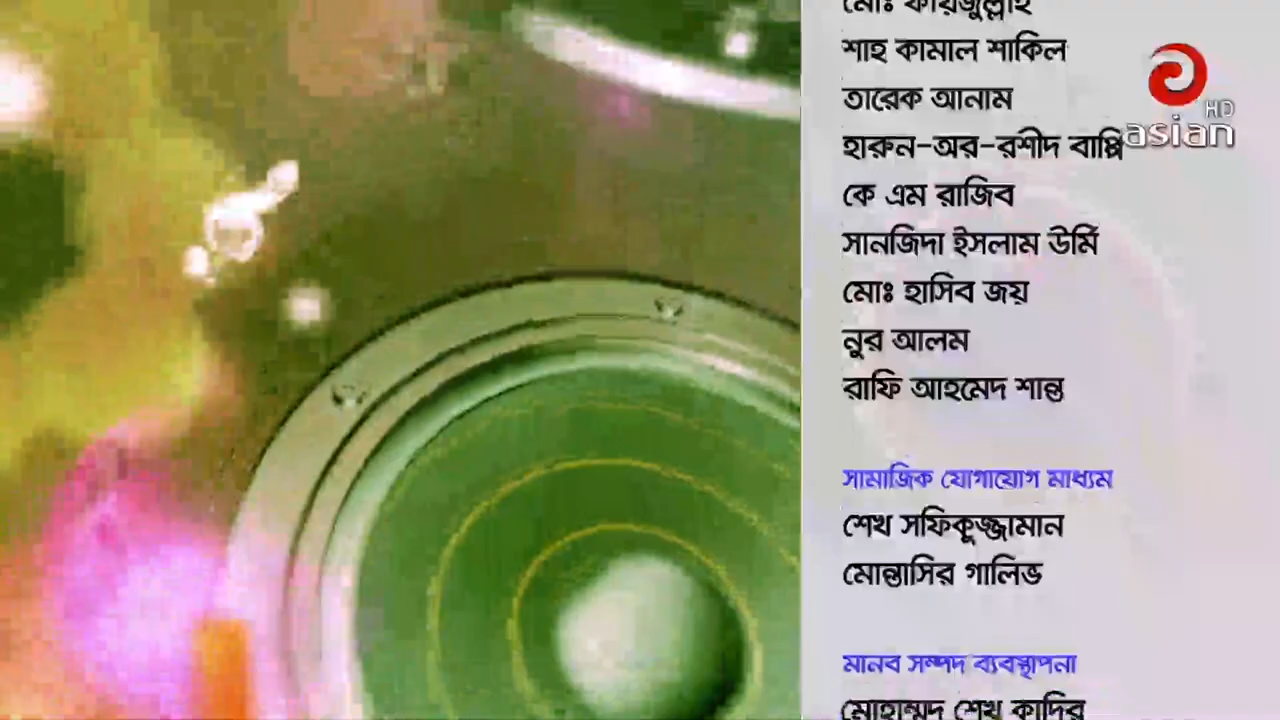 মোঃ ফায়জুল্লাহ
শাহ কামাল শাকিল
তারেক আনাম
হারুন-অর-রশীদ বাপ্পি
কে এম রাজিব
সানজিদা ইসলাম উর্মি
মোঃ হাসিব জয়
নুর আলম
রাফি আহমেদ শান্ত
সামাজিক যোগাযোগ মাধ্যম
শেখ সফিকুজ্জামান
মোন্তাসির গালিভ
মানব সম্পদ ব্যবস্থাপনা
মোহাম্মদ শেখ কাদির
HD
asian